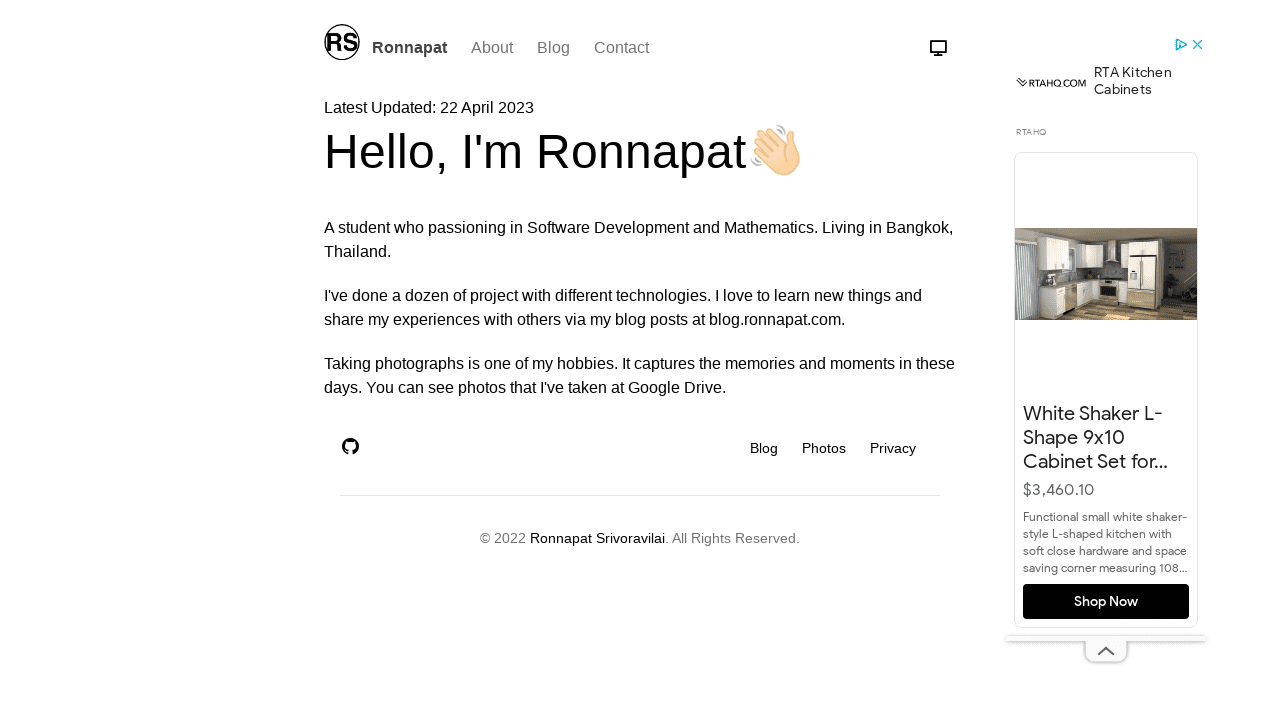 RS
Ronnapat
About
Blog
Contact
Latest Updated: 22 April 2023
Hello, I'm Ronnapat👋🏻
A student who passioning in Software Development and Mathematics. Living in Bangkok,
Thailand.
I've done a dozen of project with different technologies. I love to learn new things and
share my experiences with others via my blog posts at blog.ronnapat.com.
Taking photographs is one of my hobbies. It captures the memories and moments in these
days. You can see photos that I've taken at Google Drive.
Blog
Photos
Privacy
© 2022 Ronnapat Srivoravilai. All Rights Reserved.
RTAHQ.COM
RTA Kitchen
Cabinets
RTAHQ
White Shaker L-
Shape 9x10
Cabinet Set for...
$3,460.10
Functional small white shaker-
style L-shaped kitchen with
soft close hardware and space
saving corner measuring 108...
Shop Now